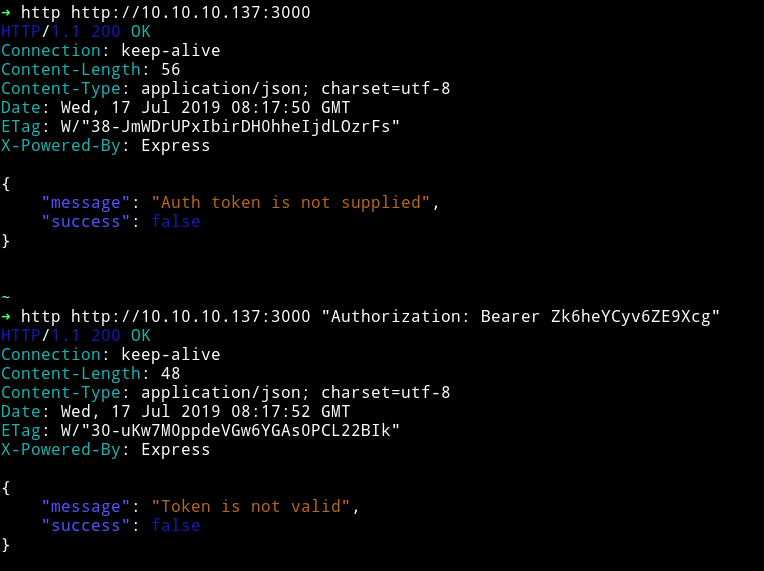 → http http://10.10.10.137:3000
HTTP/1.1 200 OK
Connection: keep-alive
Content-Length: 56
Content-Type: application/json; charset=utf-8
Date: Wed, 17 Jul 2019 08:17:50 GMT
ETag: W/"38-JmWDrUPxIbirDH0hheIjdLOzrFs"
X-Powered-By: Express
{
    "message": "Auth token is not supplied",
    "success": false
}
~
→ http http://10.10.10.137:3000 "Authorization: Bearer Zk6heYCyv6ZE9Xcg"
HTTP/1.1 200 OK
Connection: keep-alive
Content-Length: 48
Content-Type: application/json; charset=utf-8
Date: Wed, 17 Jul 2019 08:17:52 GMT
ETag: W/"30-uKw7M0ppdeVGw6YGAs0PCL22BIk"
X-Powered-By: Express
{
    "message": "Token is not valid",
    "success": false
}